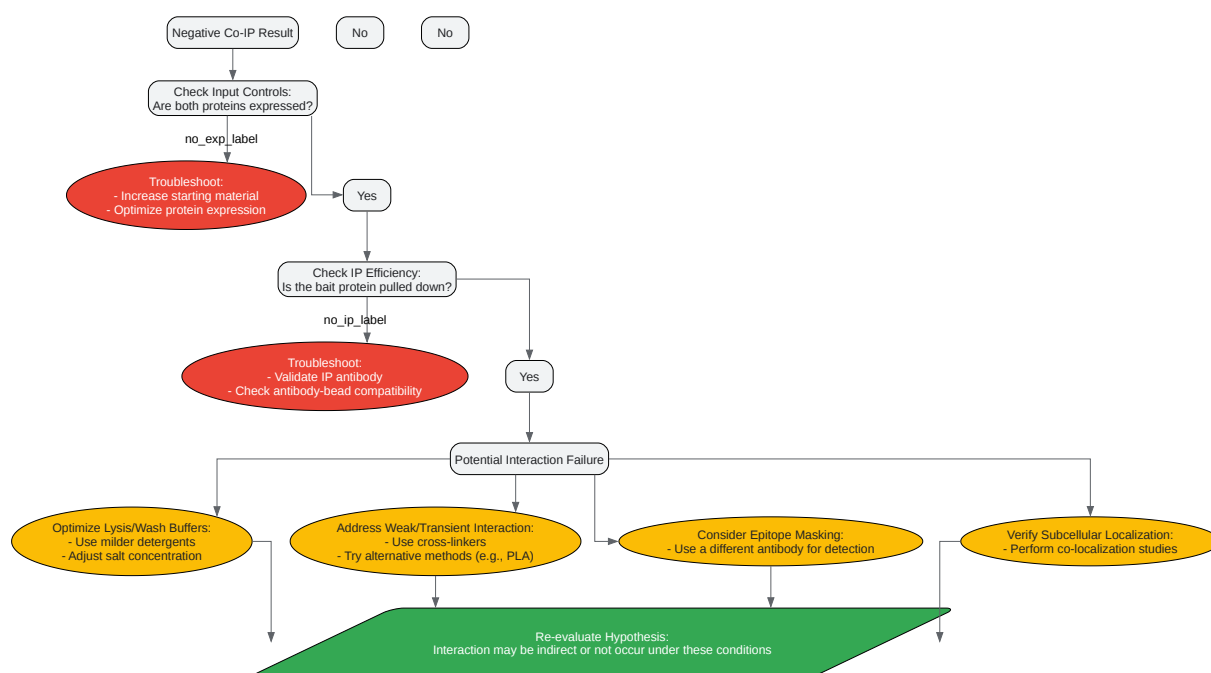 Negative Co-IP Result
No
No
Check Input Controls:
Are both proteins expressed?
no_exp_label
Troubleshoot:
- Increase starting material
- Optimize protein expression
Yes
Check IP Efficiency:
Is the bait protein pulled down?
no_ip_label
Troubleshoot:
- Validate IP antibody
- Check antibody-bead compatibility
Yes
Potential Interaction Failure
Optimize Lysis/Wash Buffers:
- Use milder detergents
- Adjust salt concentration
Address Weak/Transient Interaction:
- Use cross-linkers
- Try alternative methods (e.g., PLA)
Consider Epitope Masking:
- Use a different antibody for detection
Verify Subcellular Localization:
- Perform co-localization studies
Re-evaluate Hypothesis:
Interaction may be indirect or not occur under these conditions